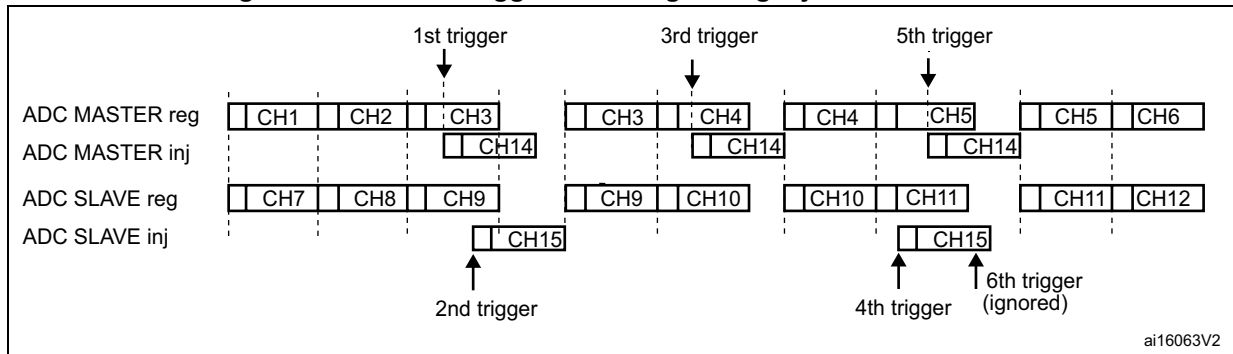 1st trigger 3rd trigger 5th trigger
ADC MASTER reg CH1 CH2 CH3 CH3 CH4 CH4 CH5 CH5 CH6
ADC MASTER inj CH14 CH14 CH14
ADC SLAVE reg CH7 CH8 CH9 CH9 CH10 CH10 CH11 CH11 CH12
ADC SLAVE inj CH15 CH15
2nd trigger 4th trigger 6th trigger
(ignored)
ai16063V2